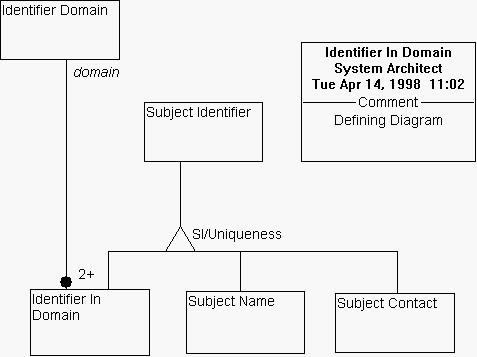 Identifier Domain
domain
Identifier In Domain
System Architect
Tue Apr 14, 1998 11:02
Comment
Defining Diagram
Subject Identifier
SI/Uniqueness
2+
Identifier In
Domain
Subject Name
Subject Contact